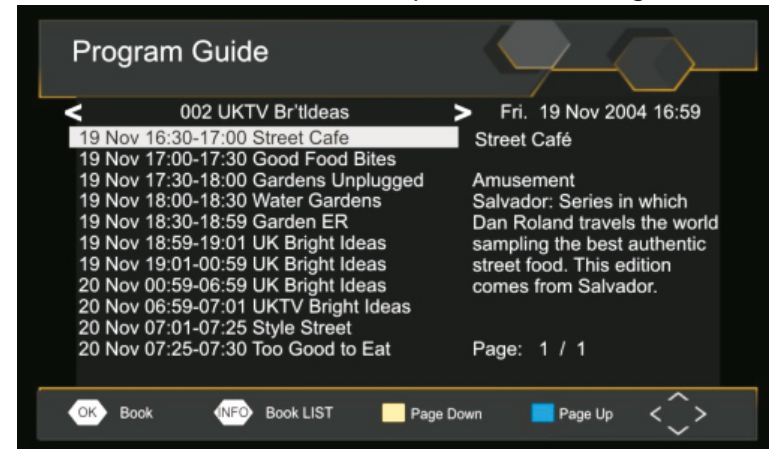 Program Guide
< 002 UKTV Br'tIdeas > Fri. 19 Nov 2004 16:59
19 Nov 16:30-17:00 Street Cafe
19 Nov 17:00-17:30 Good Food Bites
19 Nov 17:30-18:00 Gardens Unplugged
19 Nov 18:00-18:30 Water Gardens
19 Nov 18:30-18:59 Garden ER
19 Nov 18:59-19:01 UK Bright Ideas
19 Nov 19:01-00:59 UK Bright Ideas
20 Nov 00:59-06:59 UK Bright Ideas
20 Nov 06:59-07:01 UKTV Bright Ideas
20 Nov 07:01-07:25 Style Street
20 Nov 07:25-07:30 Too Good to Eat
Street Café
Amusement
Salvador: Series in which
Dan Roland travels the world
sampling the best authentic
street food. This edition
comes from Salvador.
Page: 1 / 1
OK Book INFO Book LIST Page Down Page Up